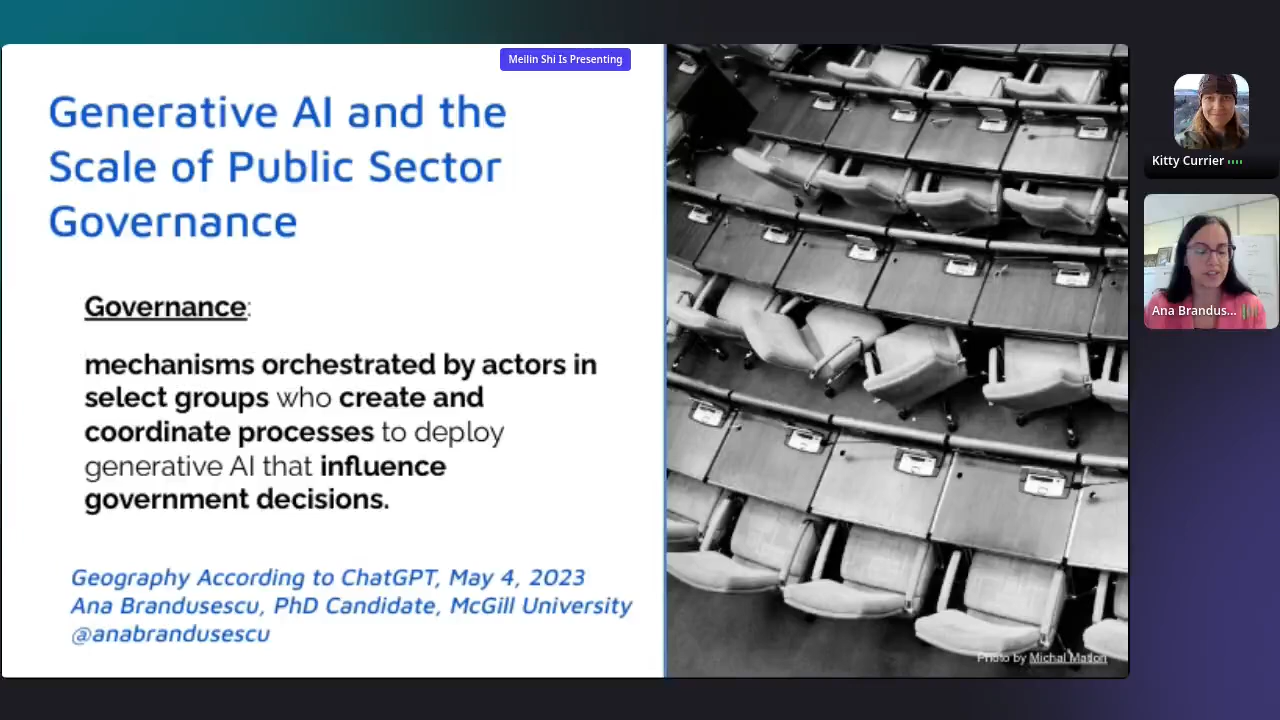 Meilin Shi Is Presenting
Generative AI and the
Scale of Public Sector
Governance
Governance:
mechanisms orchestrated by actors in
select groups who create and
coordinate processes to deploy
generative AI that influence
government decisions.
Geography According to ChatGPT, May 4, 2023
Ana Brandusescu, PhD Candidate, McGill University
@anabrandusescu
Photo by Michal Matlon
Kitty Currier
Ana Brandus...